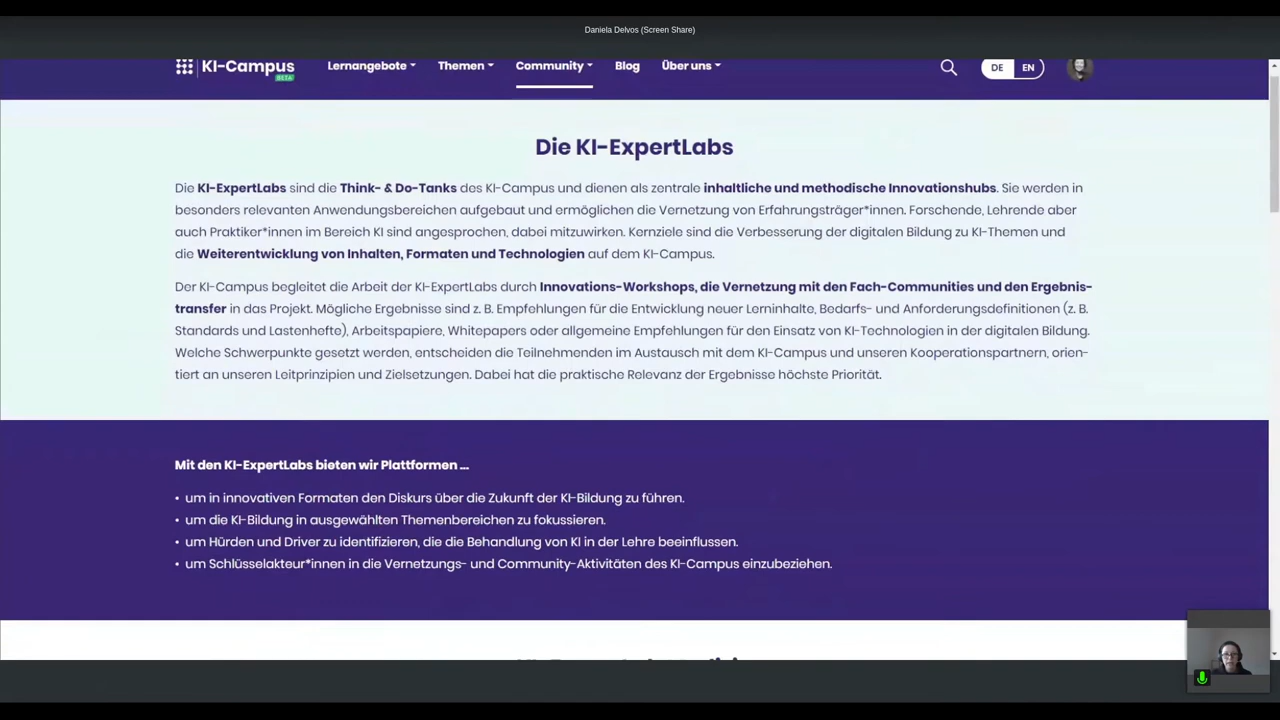 Daniela Delvos (Screen Share)
KI-Campus
BETA
Lernangebote Themen Community Blog Über uns DE EN
Die KI-ExpertLabs
Die KI-ExpertLabs sind die Think- & Do-Tanks des KI-Campus und dienen als zentrale inhaltliche und methodische Innovationshubs. Sie werden in
besonders relevanten Anwendungsbereichen aufgebaut und ermöglichen die Vernetzung von Erfahrungsträger*innen. Forschende, Lehrende aber
auch Praktiker*innen im Bereich KI sind angesprochen, dabei mitzuwirken. Kernziele sind die Verbesserung der digitalen Bildung zu KI-Themen und
die Weiterentwicklung von Inhalten, Formaten und Technologien auf dem KI-Campus.
Der KI-Campus begleitet die Arbeit der KI-ExpertLabs durch Innovations-Workshops, die Vernetzung mit den Fach-Communities und den Ergebnis-
transfer in das Projekt. Mögliche Ergebnisse sind z. B. Empfehlungen für die Entwicklung neuer Lerninhalte, Bedarfs- und Anforderungsdefinitionen (z. B.
Standards und Lastenhefte), Arbeitspapiere, Whitepapers oder allgemeine Empfehlungen für den Einsatz von KI-Technologien in der digitalen Bildung.
Welche Schwerpunkte gesetzt werden, entscheiden die Teilnehmenden im Austausch mit dem KI-Campus und unseren Kooperationspartnern, orien-
tiert an unseren Leitprinzipien und Zielsetzungen. Dabei hat die praktische Relevanz der Ergebnisse höchste Priorität.
Mit den KI-ExpertLabs bieten wir Plattformen ...
• um in innovativen Formaten den Diskurs über die Zukunft der KI-Bildung zu führen.
• um die KI-Bildung in ausgewählten Themenbereichen zu fokussieren.
• um Hürden und Driver zu identifizieren, die die Behandlung von KI in der Lehre beeinflussen.
• um Schlüsselakteur*innen in die Vernetzungs- und Community-Aktivitäten des KI-Campus einzubeziehen.